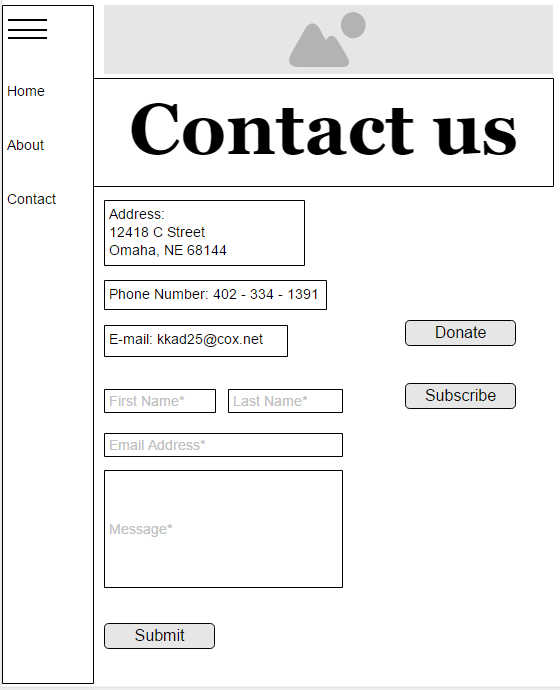 Home
About
Contact
Contact us
Address:
12418 C Street
Omaha, NE 68144
Phone Number: 402 - 334 - 1391
E-mail: kkad25@cox.net
Donate
Subscribe
First Name* Last Name*
Email Address*
Message*
Submit